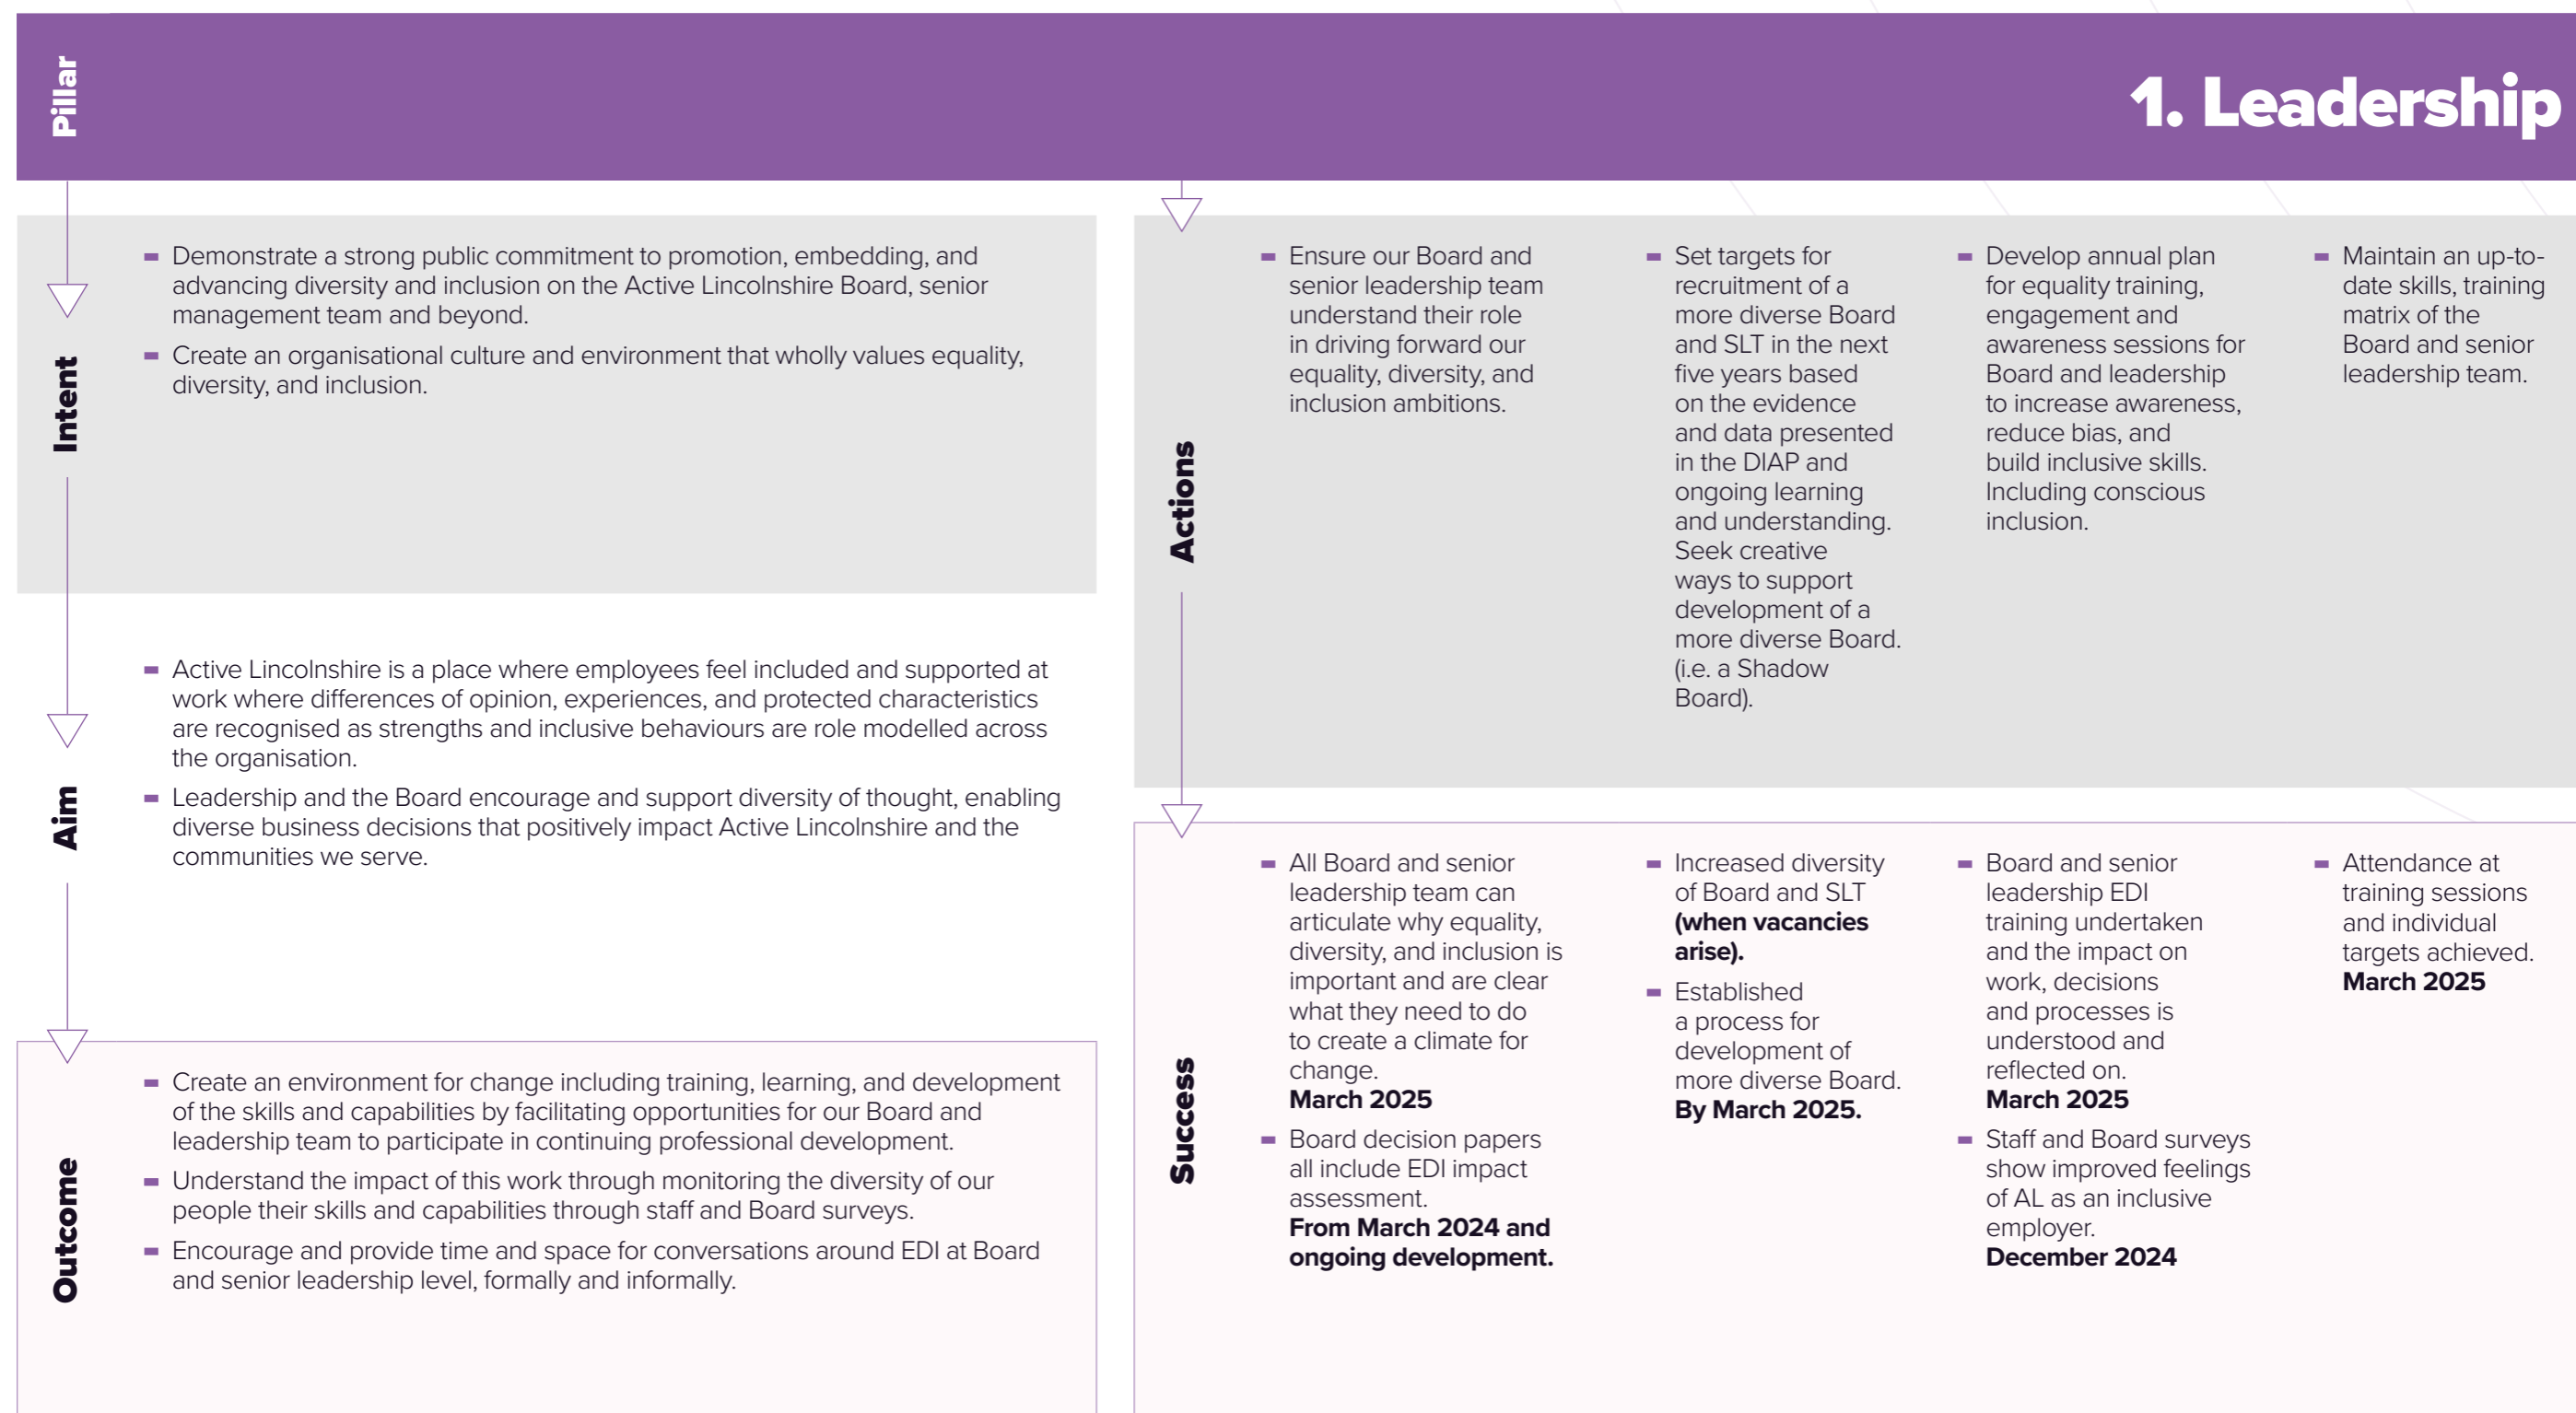 Pillar
1. Leadership
Intent
- Demonstrate a strong public commitment to promotion, embedding, and
advancing diversity and inclusion on the Active Lincolnshire Board, senior
management team and beyond.
- Create an organisational culture and environment that wholly values equality,
diversity, and inclusion.
Aim
- Active Lincolnshire is a place where employees feel included and supported at
work where differences of opinion, experiences, and protected characteristics
are recognised as strengths and inclusive behaviours are role modelled across
the organisation.
- Leadership and the Board encourage and support diversity of thought, enabling
diverse business decisions that positively impact Active Lincolnshire and the
communities we serve.
Outcome
- Create an environment for change including training, learning, and development
of the skills and capabilities by facilitating opportunities for our Board and
leadership team to participate in continuing professional development.
- Understand the impact of this work through monitoring the diversity of our
people their skills and capabilities through staff and Board surveys.
- Encourage and provide time and space for conversations around EDI at Board
and senior leadership level, formally and informally.
Actions
- Ensure our Board and
senior leadership team
understand their role
in driving forward our
equality, diversity, and
inclusion ambitions.
- Set targets for
recruitment of a
more diverse Board
and SLT in the next
five years based
on the evidence
and data presented
in the DIAP and
ongoing learning
and understanding.
Seek creative
ways to support
development of a
more diverse Board.
(i.e. a Shadow
Board).
- Develop annual plan
for equality training,
engagement and
awareness sessions for
Board and leadership
to increase awareness,
reduce bias, and
build inclusive skills.
Including conscious
inclusion.
- Maintain an up-to-
date skills, training
matrix of the
Board and senior
leadership team.
Success
- All Board and senior
leadership team can
articulate why equality,
diversity, and inclusion is
important and are clear
what they need to do
to create a climate for
change.
March 2025
- Board decision papers
all include EDI impact
assessment.
From March 2024 and
ongoing development.
- Increased diversity
of Board and SLT
(when vacancies
arise).
- Established
a process for
development of
more diverse Board.
By March 2025.
- Board and senior
leadership EDI
training undertaken
and the impact on
work, decisions
and processes is
understood and
reflected on.
March 2025
- Staff and Board surveys
show improved feelings
of AL as an inclusive
employer.
December 2024
- Attendance at
training sessions
and individual
targets achieved.
March 2025